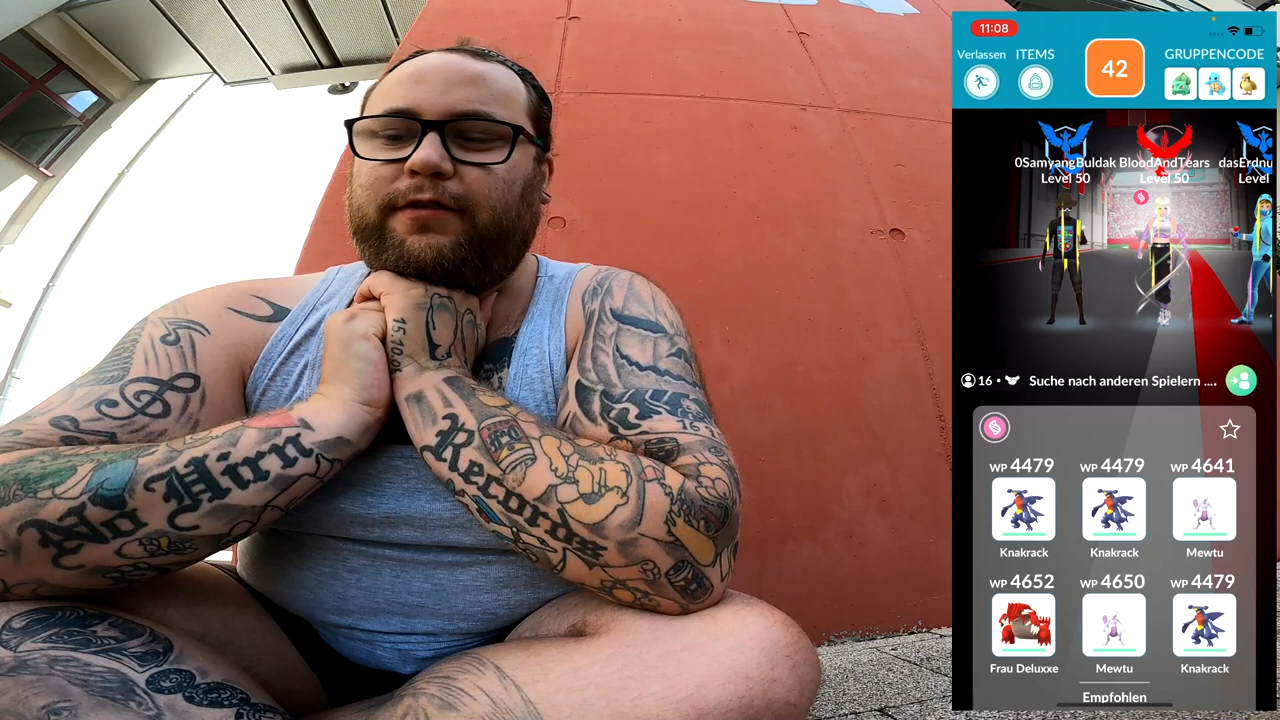 11:08
Verlassen ITEMS
42
GRUPPENCODE
0SamyangBuldak
Level 50
BloodAndTears
Level 50
dasErdnu
Level
16 • Suche nach anderen Spielern ....
WP 4479 WP 4479 WP 4641
Knakrack Knakrack Mewtu
WP 4652 WP 4650 WP 4479
Frau Deluxxe Mewtu Knakrack
Empfohlen
No Hirn
Records